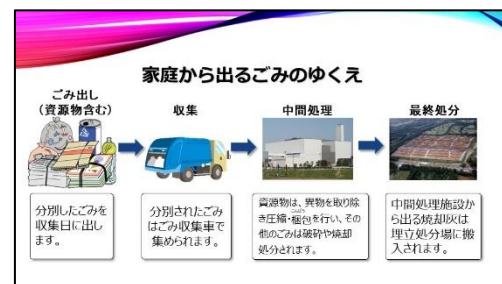 家庭から出るごみのゆくえ
ごみ出し
(資源物含む)
収集
中間処理
最終処分
分別したごみを
収集日に出し
ます。
分別されたごみ
はごみ収集車で
集められます。
資源物は、異物を取り除
き圧縮・梱包を行い、その
他のごみは破砕や焼却
処分されます。
中間処理施設か
ら出る焼却灰は
埋立処分場に搬
入されます。